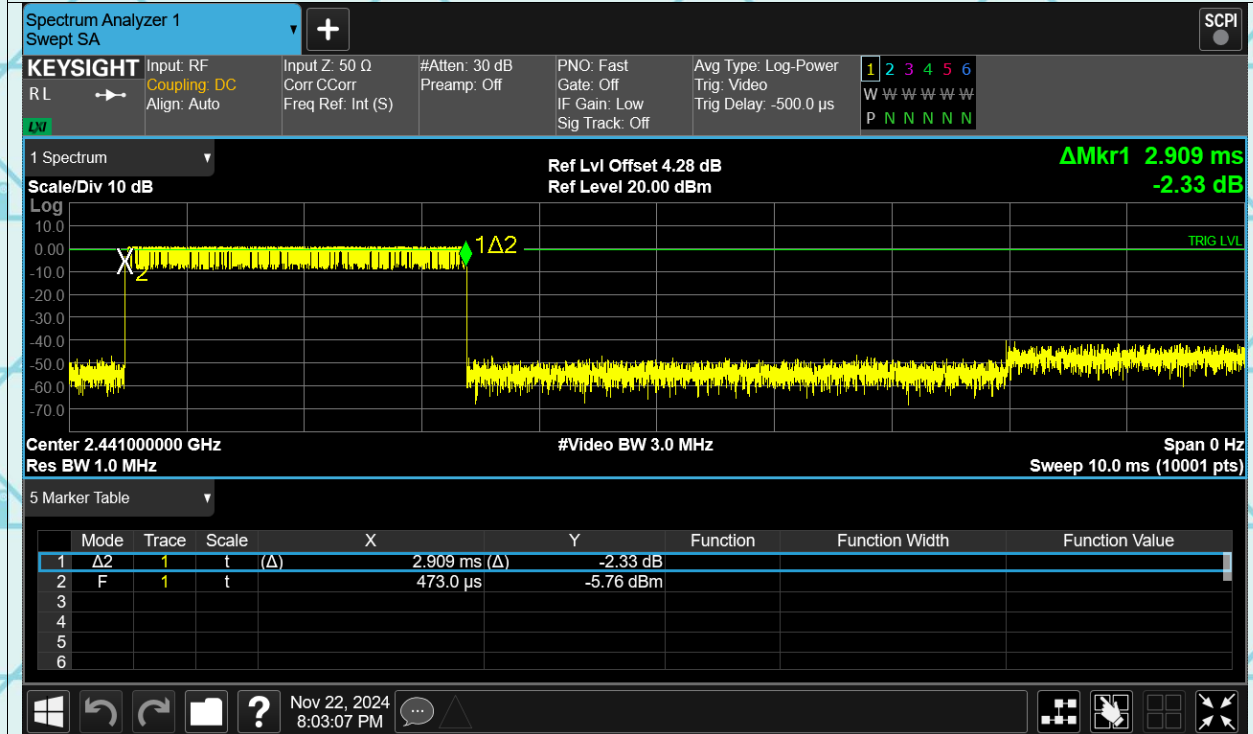 Spectrum Analyzer 1
Swept SA
+
SCPI
KEYSIGHT
RL
LXI
Input: RF
Coupling: DC
Align: Auto
Input Z: 50 Ω
Corr CCorr
Freq Ref: Int (S)
#Atten: 30 dB
Preamp: Off
PNO: Fast
Gate: Off
IF Gain: Low
Sig Track: Off
Avg Type: Log-Power
Trig: Video
Trig Delay: -500.0 µs
1 2 3 4 5 6
W W W W W W
P N N N N N
1 Spectrum
Scale/Div 10 dB
Ref Lvl Offset 4.28 dB
Ref Level 20.00 dBm
ΔMkr1 2.909 ms
-2.33 dB
Log
10.0
0.00
-10.0
-20.0
-30.0
-40.0
-50.0
-60.0
-70.0
2
1Δ2
TRIG LVL
Center 2.441000000 GHz
#Video BW 3.0 MHz
Span 0 Hz
Res BW 1.0 MHz
Sweep 10.0 ms (10001 pts)
5 Marker Table
Mode Trace Scale X Y Function Function Width Function Value
1 Δ2 1 t (Δ) 2.909 ms (Δ) -2.33 dB
2 F 1 t 473.0 µs -5.76 dBm
3
4
5
6
?
Nov 22, 2024
8:03:07 PM